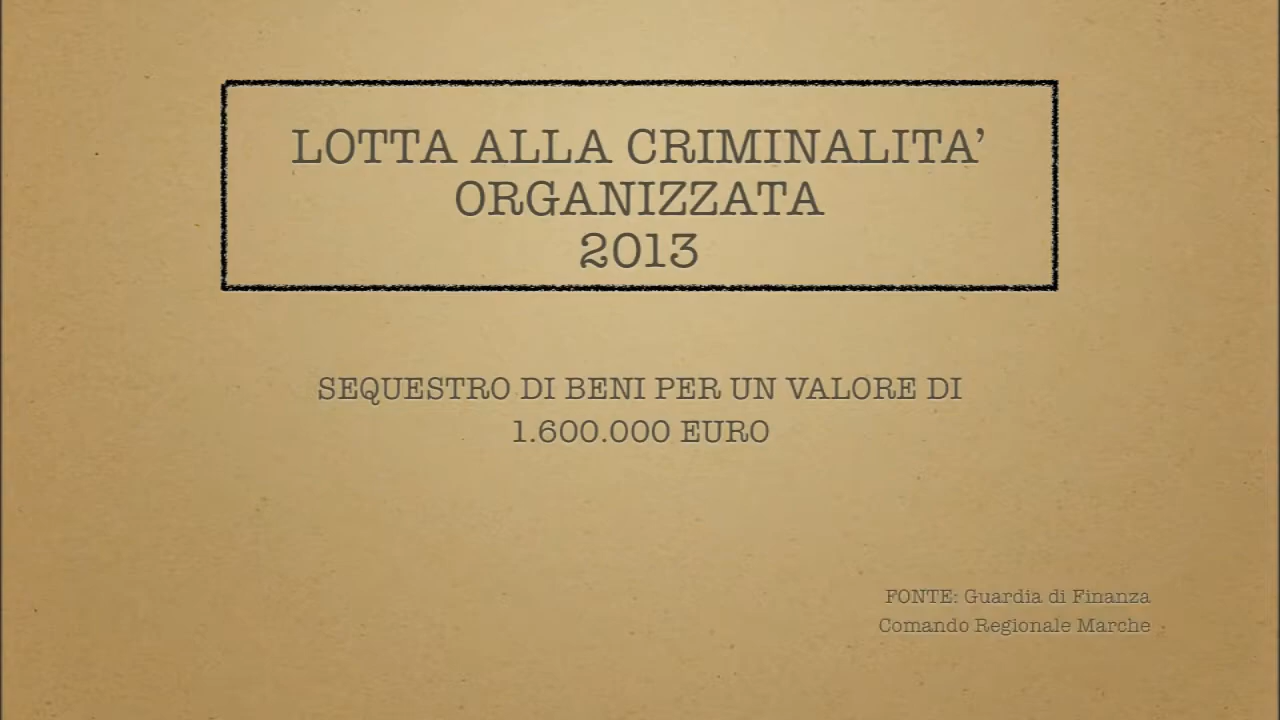 LOTTA ALLA CRIMINALITA’
ORGANIZZATA
2013
SEQUESTRO DI BENI PER UN VALORE DI
1.600.000 EURO
FONTE: Guardia di Finanza
Comando Regionale Marche